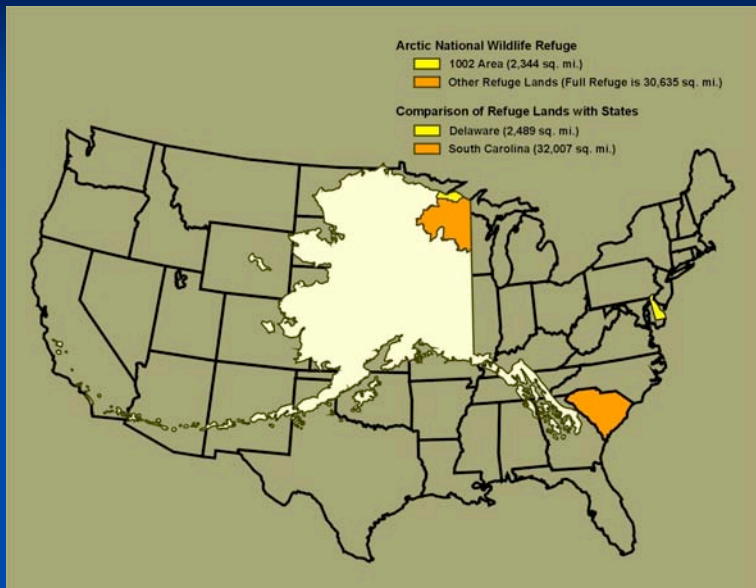 Arctic National Wildlife Refuge
1002 Area (2,344 sq. mi.)
Other Refuge Lands (Full Refuge is 30,635 sq. mi.)
Comparison of Refuge Lands with States
Delaware (2,489 sq. mi.)
South Carolina (32,007 sq. mi.)